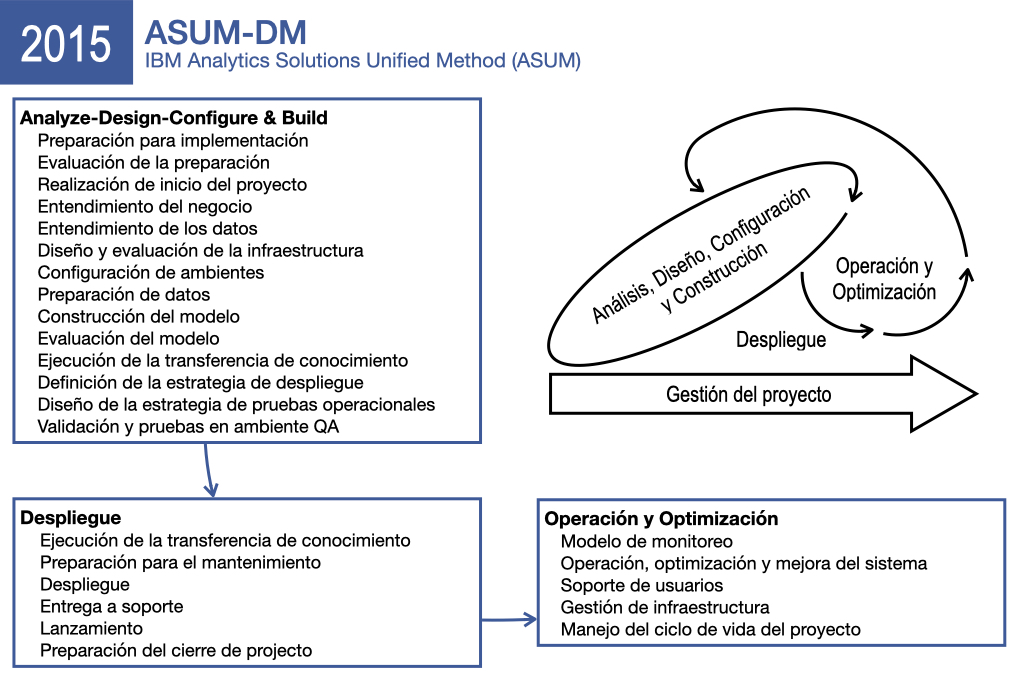 2015
ASUM-DM
IBM Analytics Solutions Unified Method (ASUM)
Analyze-Design-Configure & Build
Preparación para implementación
Evaluación de la preparación
Realización de inicio del proyecto
Entendimiento del negocio
Entendimiento de los datos
Diseño y evaluación de la infraestructura
Configuración de ambientes
Preparación de datos
Construcción del modelo
Evaluación del modelo
Ejecución de la transferencia de conocimiento
Definición de la estrategia de despliegue
Diseño de la estrategia de pruebas operacionales
Validación y pruebas en ambiente QA
Análisis, Diseño, Configuración
y Construcción
Operación y
Optimización
Despliegue
Gestión del proyecto
Despliegue
Ejecución de la transferencia de conocimiento
Preparación para el mantenimiento
Despliegue
Entrega a soporte
Lanzamiento
Preparación del cierre de projecto
Operación y Optimización
Modelo de monitoreo
Operación, optimización y mejora del sistema
Soporte de usuarios
Gestión de infraestructura
Manejo del ciclo de vida del proyecto